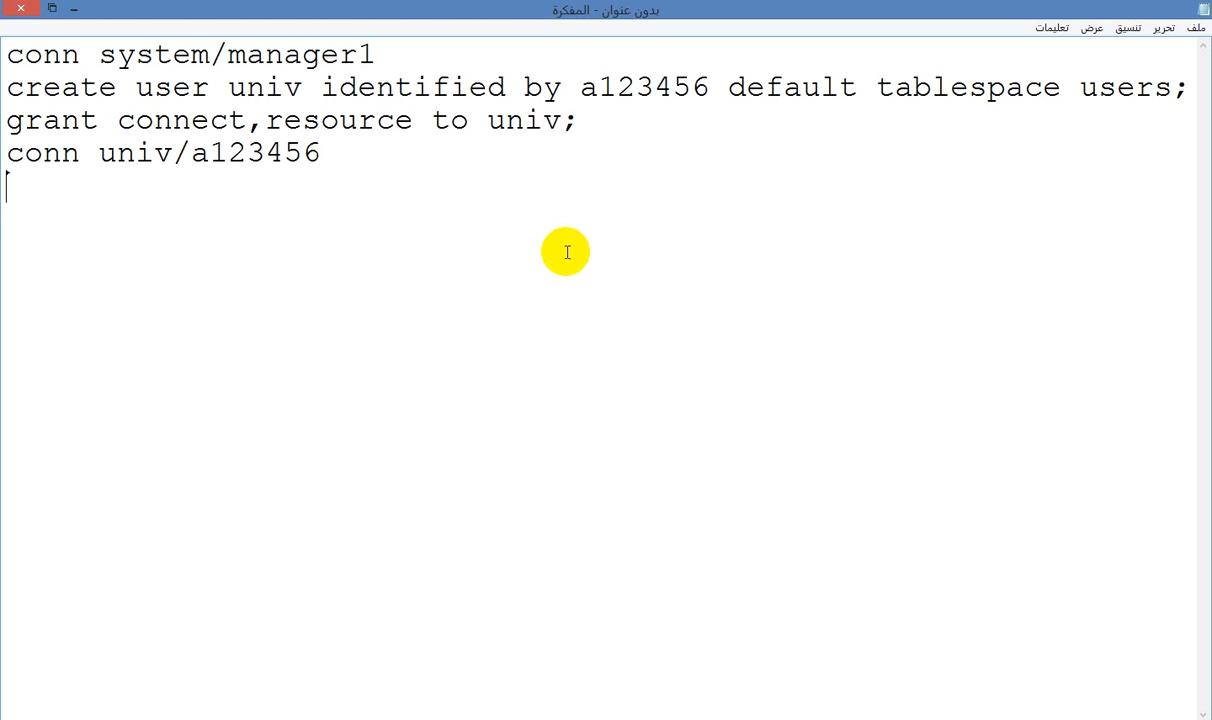 بدون عنوان - المفكرة
ملف تحرير تنسيق عرض تعليمات
conn system/manager1
create user univ identified by a123456 default tablespace users;
grant connect,resource to univ;
conn univ/a123456